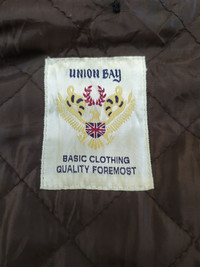 UNION BAY
BASIC CLOTHING
QUALITY FOREMOST